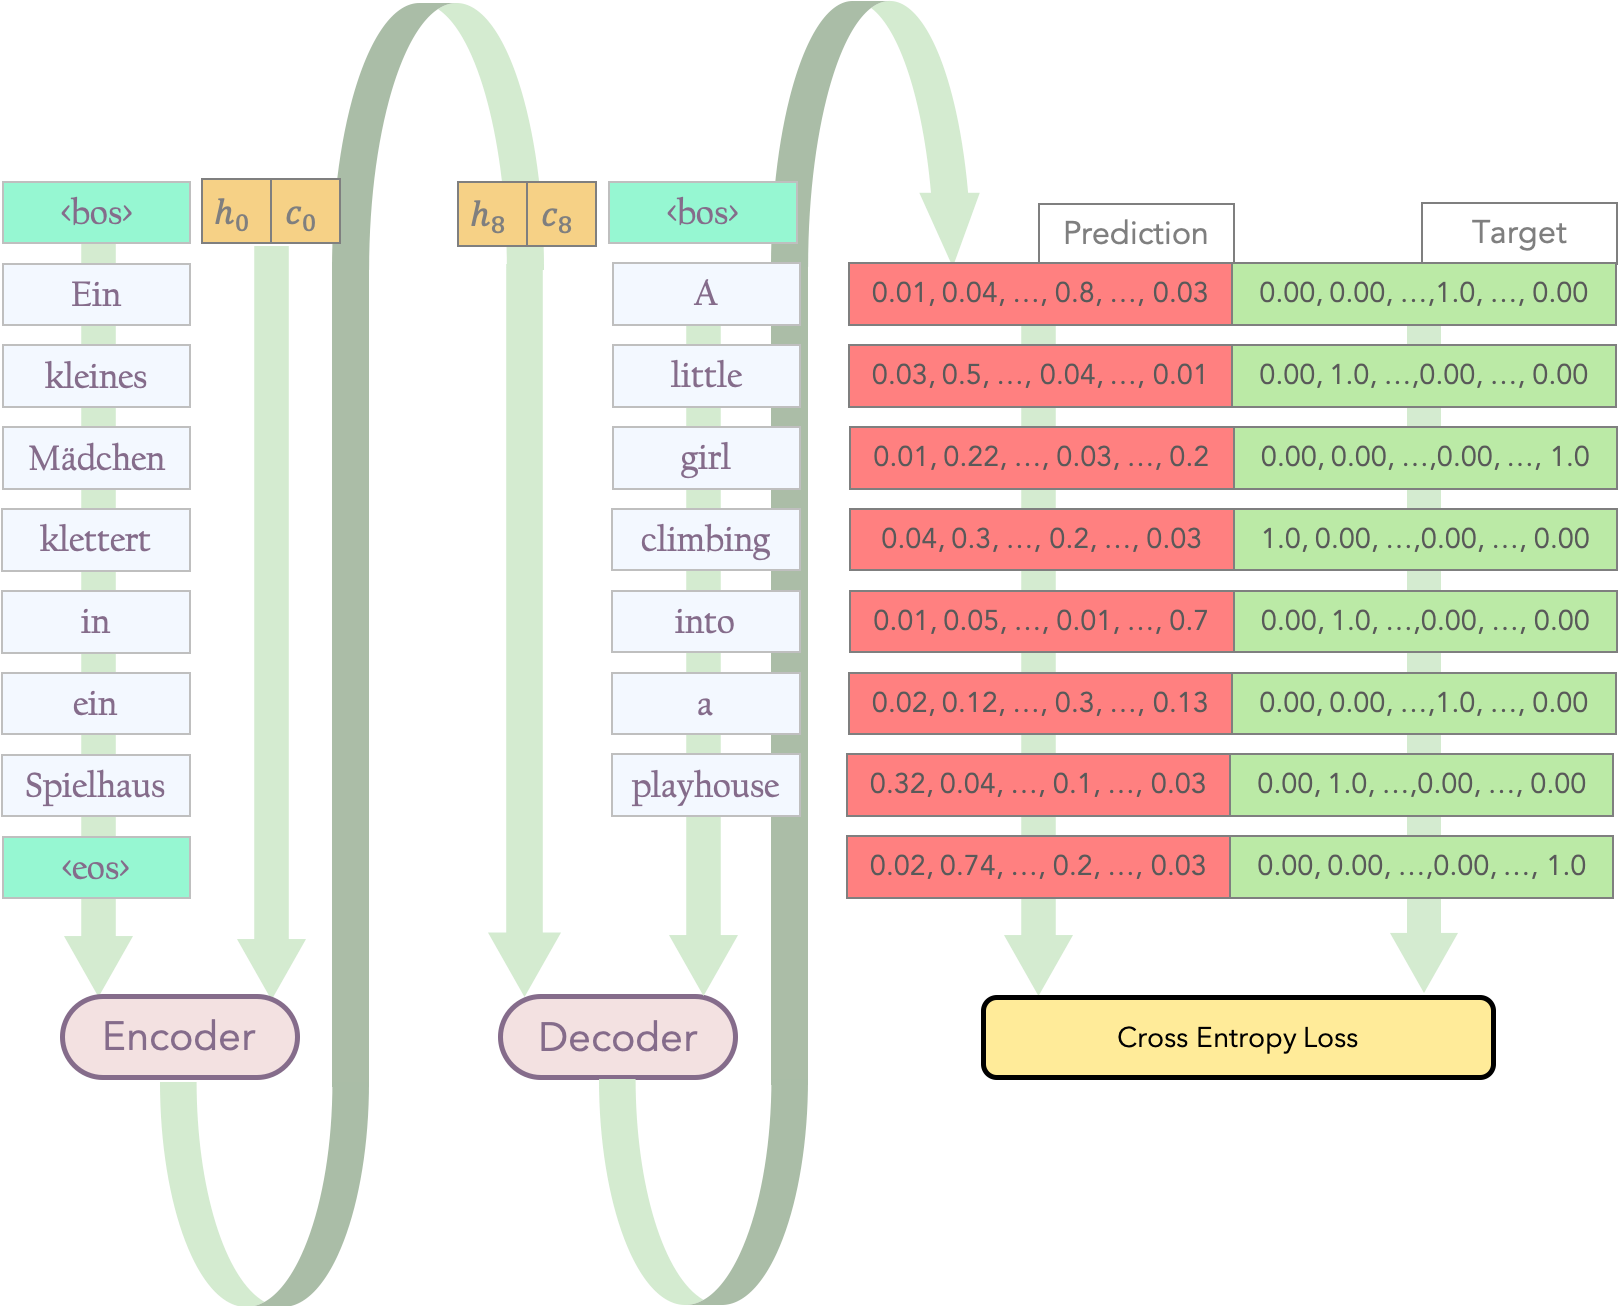 ‹bos›
Ein
kleines
Mädchen
klettert
in
ein
Spielhaus
‹eos›
h₀ c₀
Encoder
h₈ c₈
‹bos›
A
little
girl
climbing
into
a
playhouse
Decoder
Prediction Target
0.01, 0.04, …, 0.8, …, 0.03 0.00, 0.00, …,1.0, …, 0.00
0.03, 0.5, …, 0.04, …, 0.01 0.00, 1.0, …,0.00, …, 0.00
0.01, 0.22, …, 0.03, …, 0.2 0.00, 0.00, …,0.00, …, 1.0
0.04, 0.3, …, 0.2, …, 0.03 1.0, 0.00, …,0.00, …, 0.00
0.01, 0.05, …, 0.01, …, 0.7 0.00, 1.0, …,0.00, …, 0.00
0.02, 0.12, …, 0.3, …, 0.13 0.00, 0.00, …,1.0, …, 0.00
0.32, 0.04, …, 0.1, …, 0.03 0.00, 1.0, …,0.00, …, 0.00
0.02, 0.74, …, 0.2, …, 0.03 0.00, 0.00, …,0.00, …, 1.0
Cross Entropy Loss